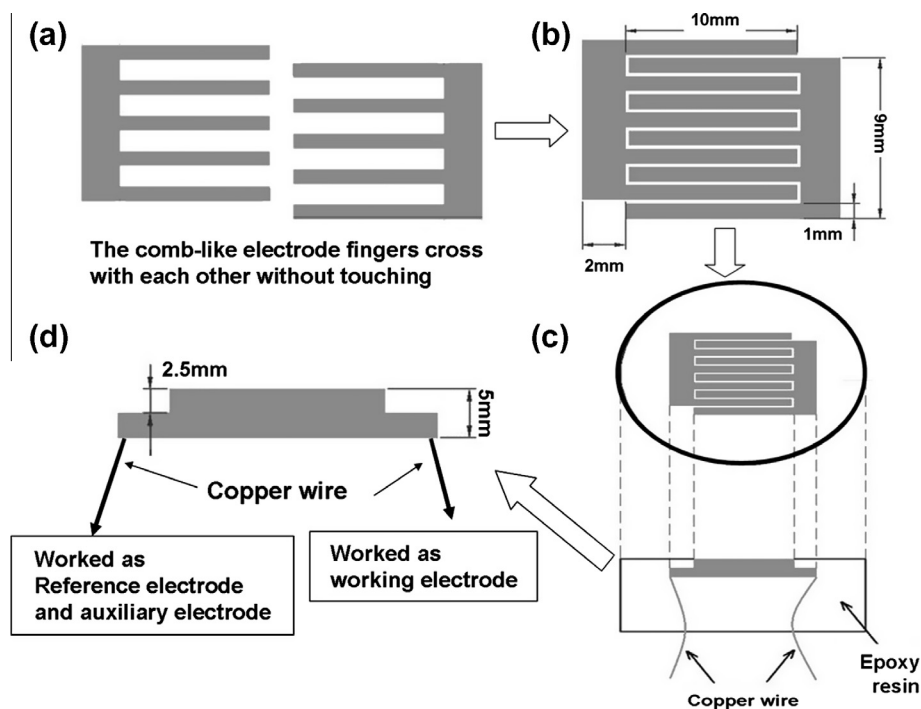 (a)
The comb-like electrode fingers cross
with each other without touching
(b)
10mm
9mm
1mm
2mm
(c)
Epoxy
resin
Copper wire
(d)
2.5mm
5mm
Copper wire
Worked as
Reference electrode
and auxiliary electrode
Worked as
working electrode